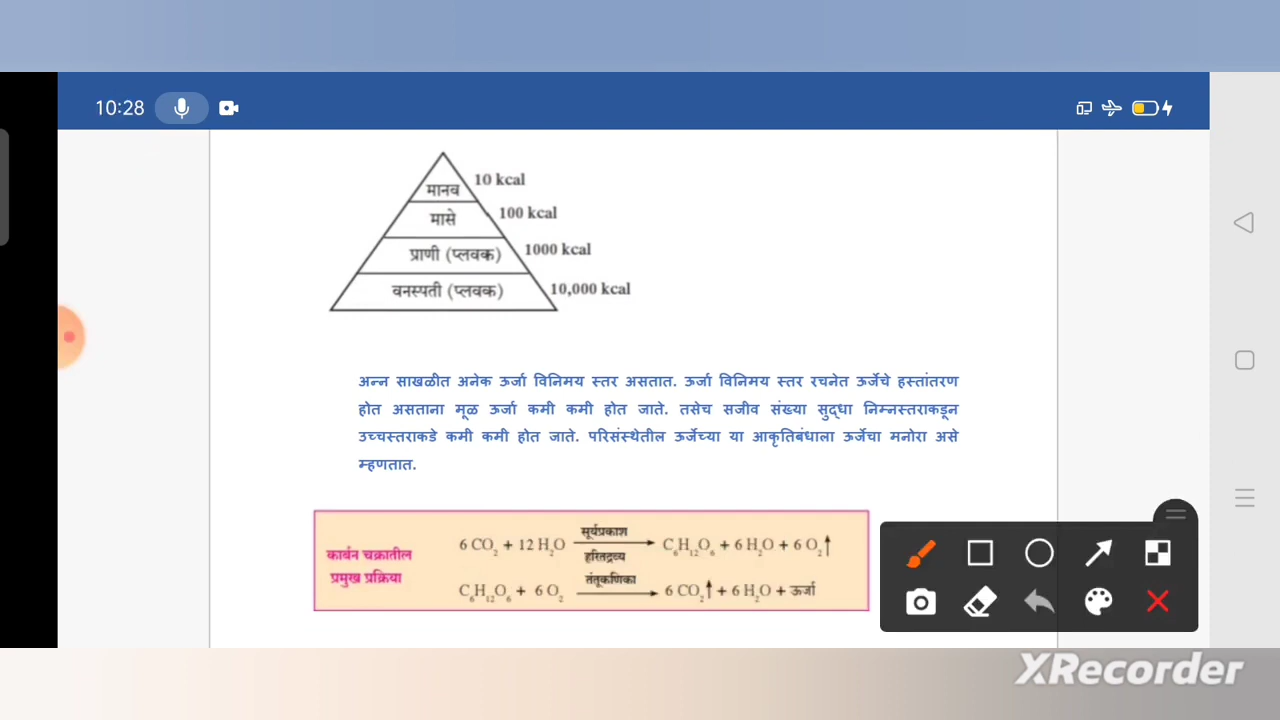 10:28
मानव 10 kcal
मासे 100 kcal
प्राणी (प्लवक) 1000 kcal
वनस्पती (प्लवक) 10,000 kcal
अन्न साखळीत अनेक ऊर्जा विनिमय स्तर असतात. ऊर्जा विनिमय स्तर रचनेत ऊर्जेचे हस्तांतरण
होत असताना मूळ ऊर्जा कमी कमी होत जाते. तसेच सजीव संख्या सुद्धा निम्नस्तराकडून
उच्चस्तराकडे कमी कमी होत जाते. परिसंस्थेतील ऊर्जेच्या या आकृतिबंधाला ऊर्जेचा मनोरा असे
म्हणतात.
कार्बन चक्रातील
प्रमुख प्रक्रिया
सूर्यप्रकाश
6 CO₂ + 12 H₂O ⟶ C₆H₁₂O₆ + 6 H₂O + 6 O₂↑
हरितद्रव्य
तंतूकणिका
C₆H₁₂O₆ + 6 O₂ ⟶ 6 CO₂↑ + 6 H₂O + ऊर्जा
XRecorder